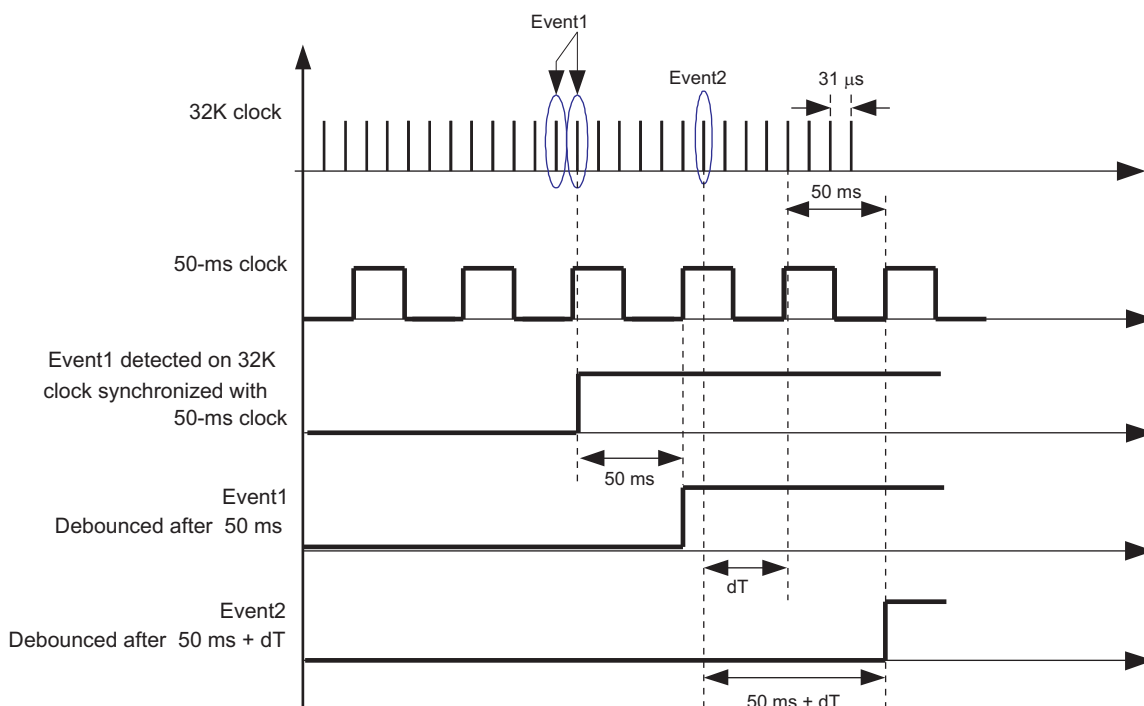 Event1
Event2
31 μs
32K clock
50 ms
50-ms clock
Event1 detected on 32K
clock synchronized with
50-ms clock
50 ms
Event1
Debounced after 50 ms
dT
Event2
Debounced after 50 ms + dT
50 ms + dT